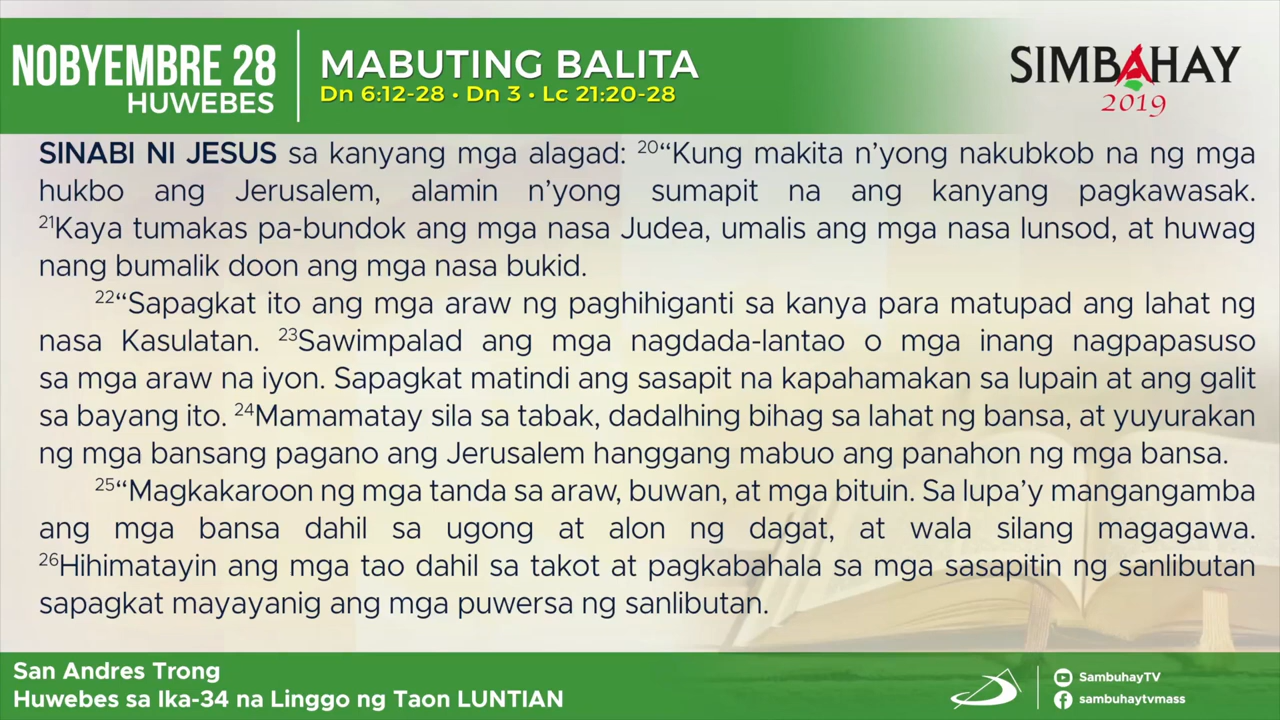 NOBYEMBRE 28
HUWEBES
MABUTING BALITA
Dn 6:12-28 • Dn 3 • Lc 21:20-28
SIMBAHAY
2019
SINABI NI JESUS sa kanyang mga alagad: 20“Kung makita n’yong nakubkob na ng mga
hukbo ang Jerusalem, alamin n’yong sumapit na ang kanyang pagkawasak.
21Kaya tumakas pa-bundok ang mga nasa Judea, umalis ang mga nasa lunsod, at huwag
nang bumalik doon ang mga nasa bukid.
22“Sapagkat ito ang mga araw ng paghihiganti sa kanya para matupad ang lahat ng
nasa Kasulatan. 23Sawimpalad ang mga nagdada-lantao o mga inang nagpapasuso
sa mga araw na iyon. Sapagkat matindi ang sasapit na kapahamakan sa lupain at ang galit
sa bayang ito. 24Mamamatay sila sa tabak, dadalhing bihag sa lahat ng bansa, at yuyurakan
ng mga bansang pagano ang Jerusalem hanggang mabuo ang panahon ng mga bansa.
25“Magkakaroon ng mga tanda sa araw, buwan, at mga bituin. Sa lupa’y mangangamba
ang mga bansa dahil sa ugong at alon ng dagat, at wala silang magagawa.
26Hihimatayin ang mga tao dahil sa takot at pagkabahala sa mga sasapitin ng sanlibutan
sapagkat mayayanig ang mga puwersa ng sanlibutan.
San Andres Trong
Huwebes sa Ika-34 na Linggo ng Taon LUNTIAN
SambuhayTV
sambuhaytvmass